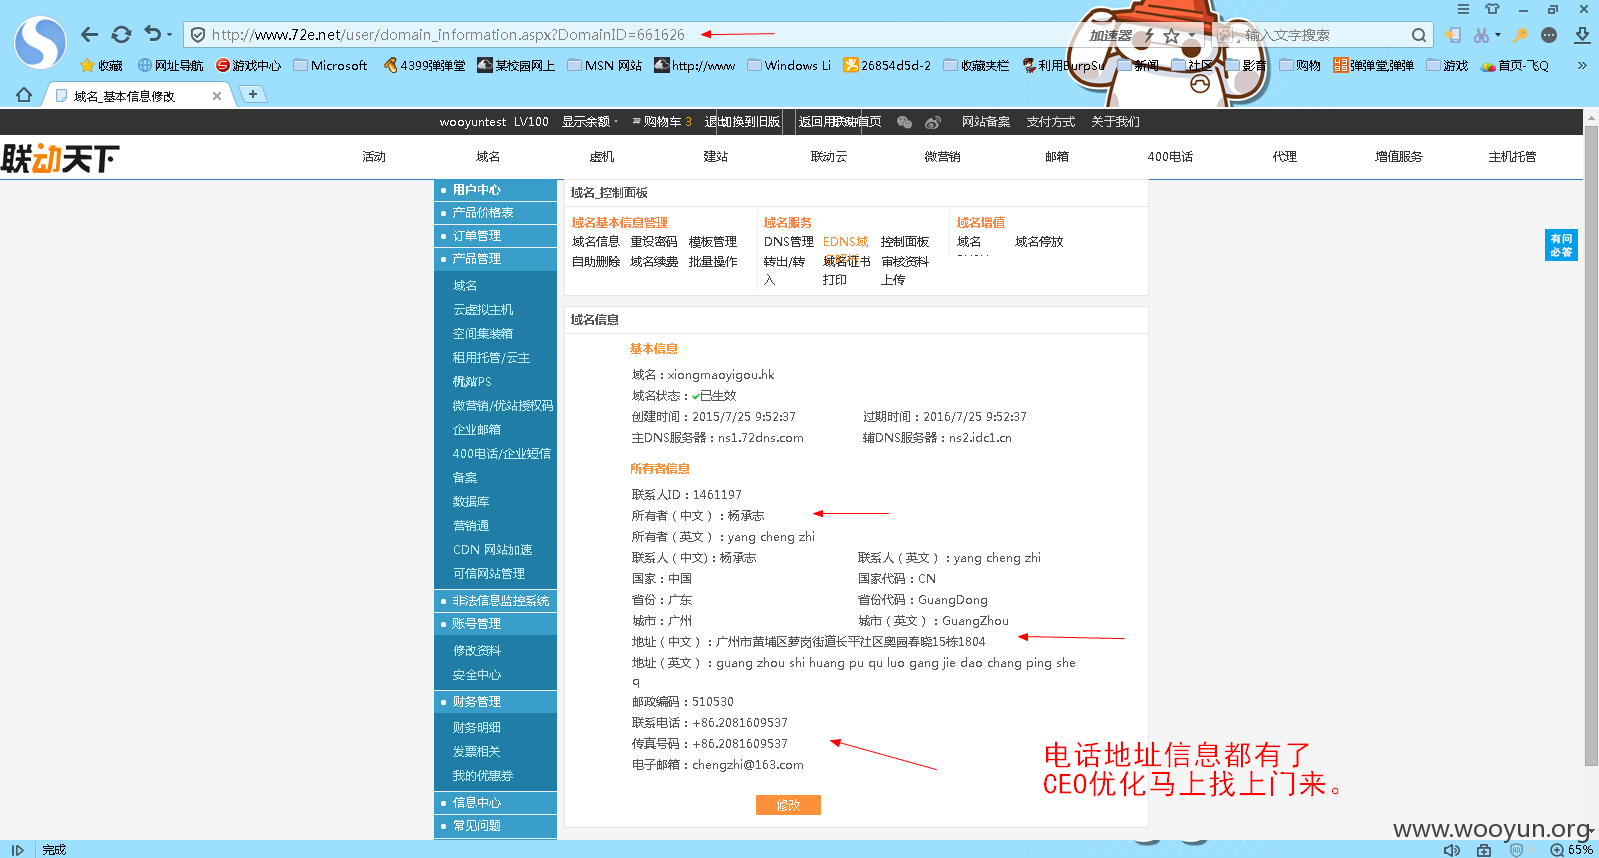 http://www.72e.net/user/domain_information.aspx?DomainID=661626
加速器
输入文字搜索
收藏 网址导航 游戏中心 Microsoft 4399弹弹堂 某校园网上 MSN 网站 http://www Windows Li 26854d5d-2 收藏夹栏 利用BurpSu 新闻 社区 影音 购物 弹弹堂,弹弹 游戏 首页-飞Q »
域名_基本信息修改
wooyuntest LV100 显示余额 购物车 3 退出 切换到旧版 返回用 首页 网站备案 支付方式 关于我们
联动天下
活动 域名 虚机 建站 联动云 微营销 邮箱 400电话 代理 增值服务 主机托管
用户中心
产品价格表
订单管理
产品管理
域名
云虚拟主机
空间集装箱
租用托管/云主
微营销/优站授权码
企业邮箱
400电话/企业短信
备案
数据库
营销通
CDN 网站加速
可信网站管理
非法信息监控系统
账号管理
修改资料
安全中心
财务管理
财务明细
发票相关
我的优惠券
信息中心
常见问题
域名_控制面板
域名基本信息管理 域名服务 域名增值
域名信息 重设密码 模板管理 DNS管理 EDNS域 控制面板 域名 域名停放
自助删除 域名续费 批量操作 转出/转 域名证书 审核资料
入 打印 上传
有问
必答
域名信息
基本信息
域名：xiongmaoyigou.hk
域名状态：已生效
创建时间：2015/7/25 9:52:37 过期时间：2016/7/25 9:52:37
主DNS服务器：ns1.72dns.com 辅DNS服务器：ns2.idc1.cn
所有者信息
联系人ID：1461197
所有者（中文）：杨承志
所有者（英文）：yang cheng zhi
联系人（中文)：杨承志 联系人（英文）：yang cheng zhi
国家：中国 国家代码：CN
省份：广东 省份代码：GuangDong
城市：广州 城市（英文）：GuangZhou
地址（中文）：广州市黄埔区萝岗街道长平社区奥园春晓15栋1804
地址（英文）：guang zhou shi huang pu qu luo gang jie dao chang ping she
q
邮政编码：510530
联系电话：+86.2081609537
传真号码：+86.2081609537
电子邮箱：chengzhi@163.com
修改
电话地址信息都有了
CEO优化马上找上门来。
www.wooyun.org
完成
65%